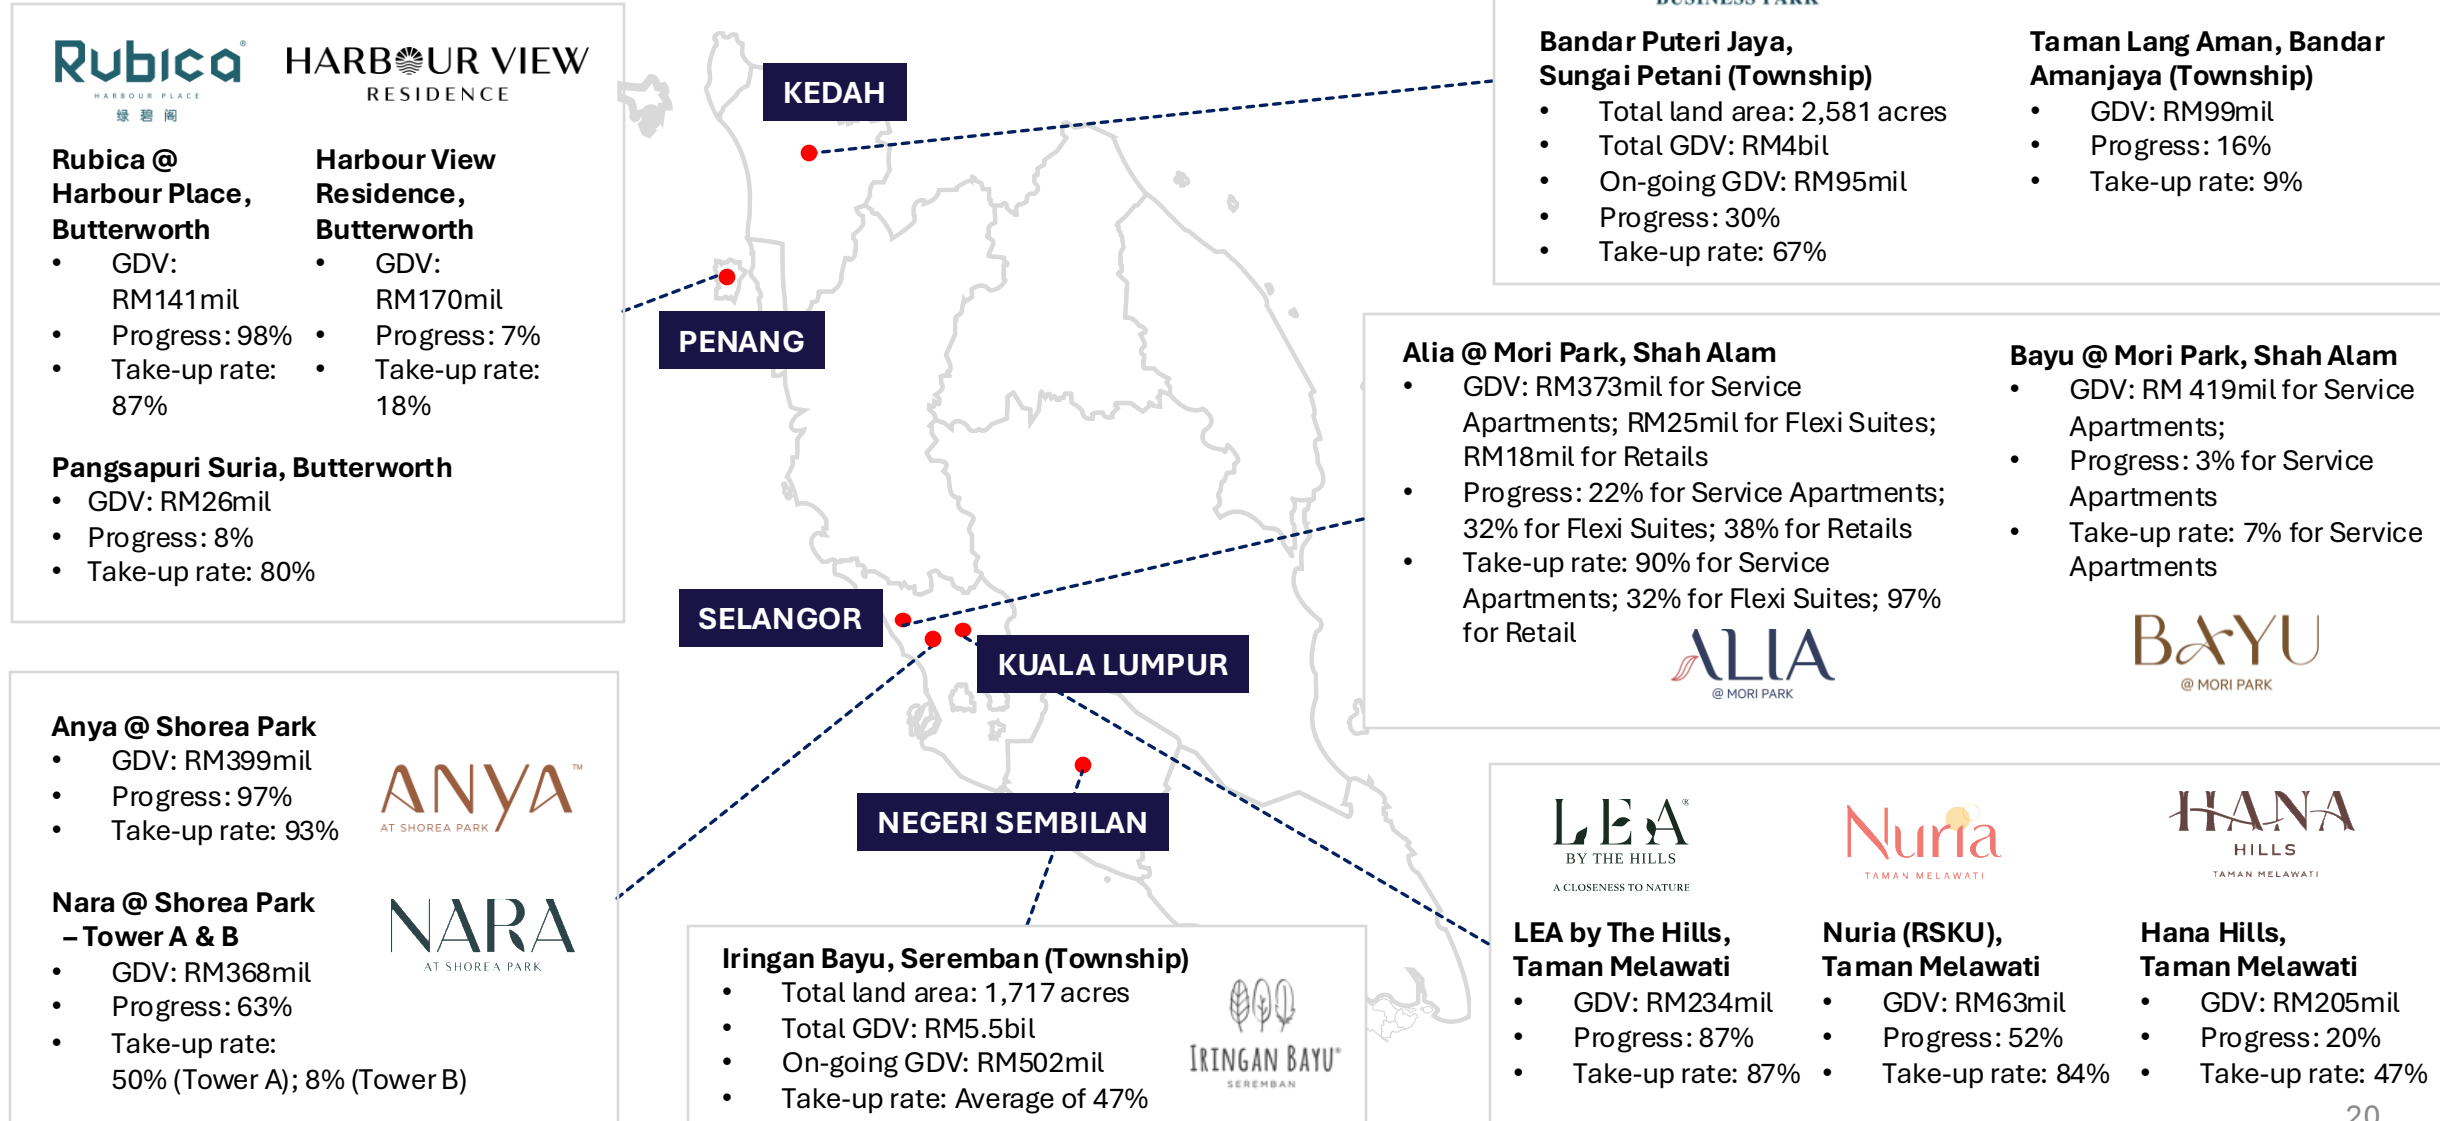 Rubica
HARBOUR PLACE
绿碧阁
HARBOUR VIEW
RESIDENCE
Rubica @
Harbour Place,
Butterworth
• GDV:
RM141mil
• Progress: 98%
• Take-up rate:
87%
Harbour View
Residence,
Butterworth
• GDV:
RM170mil
• Progress: 7%
• Take-up rate:
18%
Pangsapuri Suria, Butterworth
• GDV: RM26mil
• Progress: 8%
• Take-up rate: 80%
KEDAH
PENANG
SELANGOR
KUALA LUMPUR
NEGERI SEMBILAN
BUSINESS PARK
Bandar Puteri Jaya,
Sungai Petani (Township)
• Total land area: 2,581 acres
• Total GDV: RM4bil
• On-going GDV: RM95mil
• Progress: 30%
• Take-up rate: 67%
Taman Lang Aman, Bandar
Amanjaya (Township)
• GDV: RM99mil
• Progress: 16%
• Take-up rate: 9%
Alia @ Mori Park, Shah Alam
• GDV: RM373mil for Service
Apartments; RM25mil for Flexi Suites;
RM18mil for Retails
• Progress: 22% for Service Apartments;
32% for Flexi Suites; 38% for Retails
• Take-up rate: 90% for Service
Apartments; 32% for Flexi Suites; 97%
for Retail
ALIA
@ MORI PARK
Bayu @ Mori Park, Shah Alam
• GDV: RM 419mil for Service
Apartments;
• Progress: 3% for Service
Apartments
• Take-up rate: 7% for Service
Apartments
BAYU
@ MORI PARK
Anya @ Shorea Park
• GDV: RM399mil
• Progress: 97%
• Take-up rate: 93%
ANYA™
AT SHOREA PARK
Nara @ Shorea Park
– Tower A & B
• GDV: RM368mil
• Progress: 63%
• Take-up rate:
50% (Tower A); 8% (Tower B)
NARA
AT SHOREA PARK
Iringan Bayu, Seremban (Township)
• Total land area: 1,717 acres
• Total GDV: RM5.5bil
• On-going GDV: RM502mil
• Take-up rate: Average of 47%
IRINGAN BAYU
SEREMBAN
LEA®
BY THE HILLS
A CLOSENESS TO NATURE
Nuria
TAMAN MELAWATI
HANA
HILLS
TAMAN MELAWATI
LEA by The Hills,
Taman Melawati
• GDV: RM234mil
• Progress: 87%
• Take-up rate: 87%
Nuria (RSKU),
Taman Melawati
• GDV: RM63mil
• Progress: 52%
• Take-up rate: 84%
Hana Hills,
Taman Melawati
• GDV: RM205mil
• Progress: 20%
• Take-up rate: 47%
20